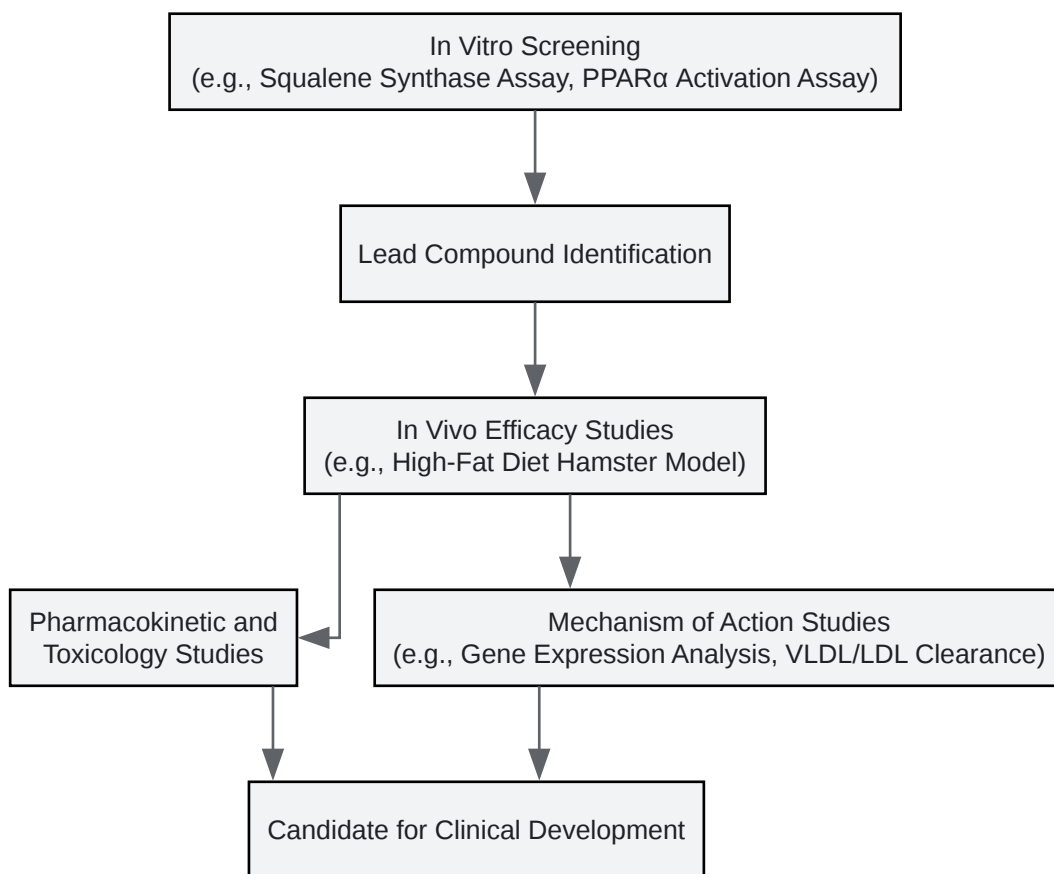 In Vitro Screening
(e.g., Squalene Synthase Assay, PPARα Activation Assay)
Lead Compound Identification
In Vivo Efficacy Studies
(e.g., High-Fat Diet Hamster Model)
Pharmacokinetic and
Toxicology Studies
Mechanism of Action Studies
(e.g., Gene Expression Analysis, VLDL/LDL Clearance)
Candidate for Clinical Development